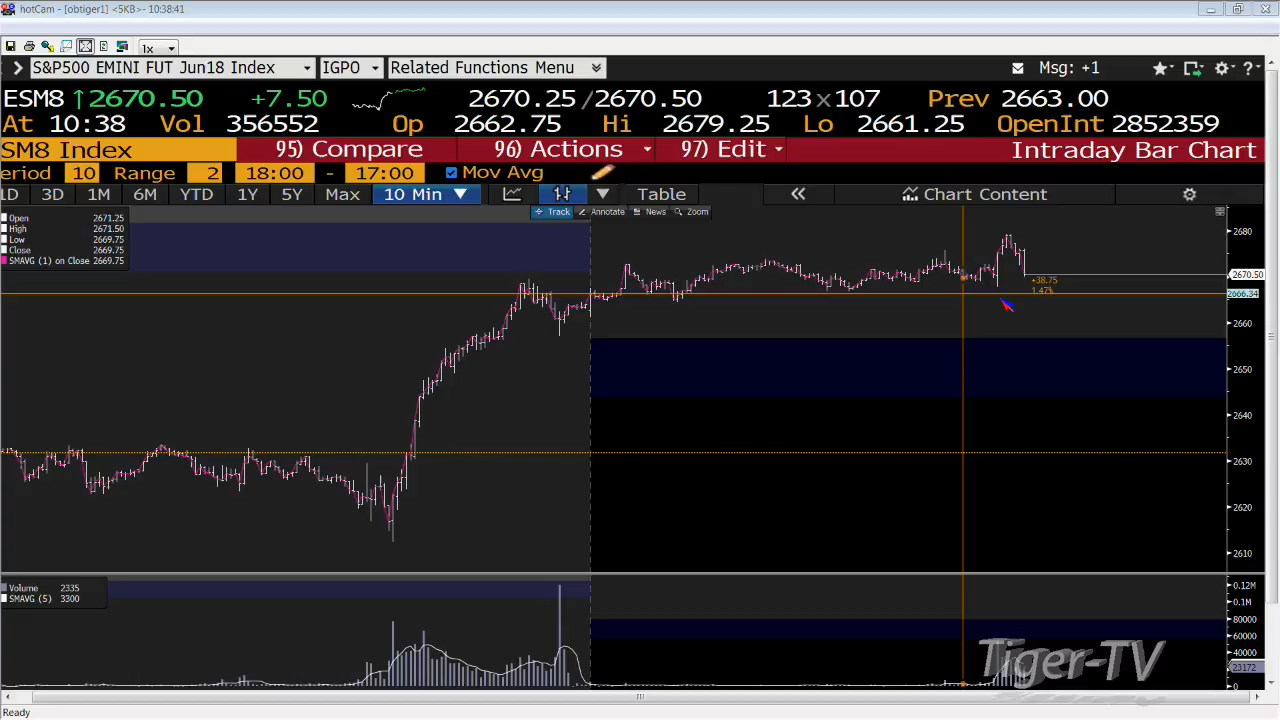 hotCam - [obtiger1] <5KB>- 10:38:41
1x
S&P500 EMINI FUT Jun18 Index IGPO Related Functions Menu Msg: +1
ESM8 ↑2670.50 +7.50 2670.25/2670.50 123x107 Prev 2663.00
At 10:38 Vol 356552 Op 2662.75 Hi 2679.25 Lo 2661.25 OpenInt 2852359
SM8 Index 95) Compare 96) Actions 97) Edit Intraday Bar Chart
eriod 10 Range 2 18:00 - 17:00 Mov Avg
1D 3D 1M 6M YTD 1Y 5Y Max 10 Min Table Chart Content
Track Annotate News Zoom
Open 2671.25
High 2671.50
Low 2669.75
Close 2669.75
SMAVG (1) on Close 2669.75
+38.75
1.47%
2680
2670.50
2666.34
2660
2650
2640
2630
2620
2610
Volume 2335
SMAVG (5) 3300
0.12M
0.1M
80000
60000
40000
23172
0
Tiger-TV
Ready